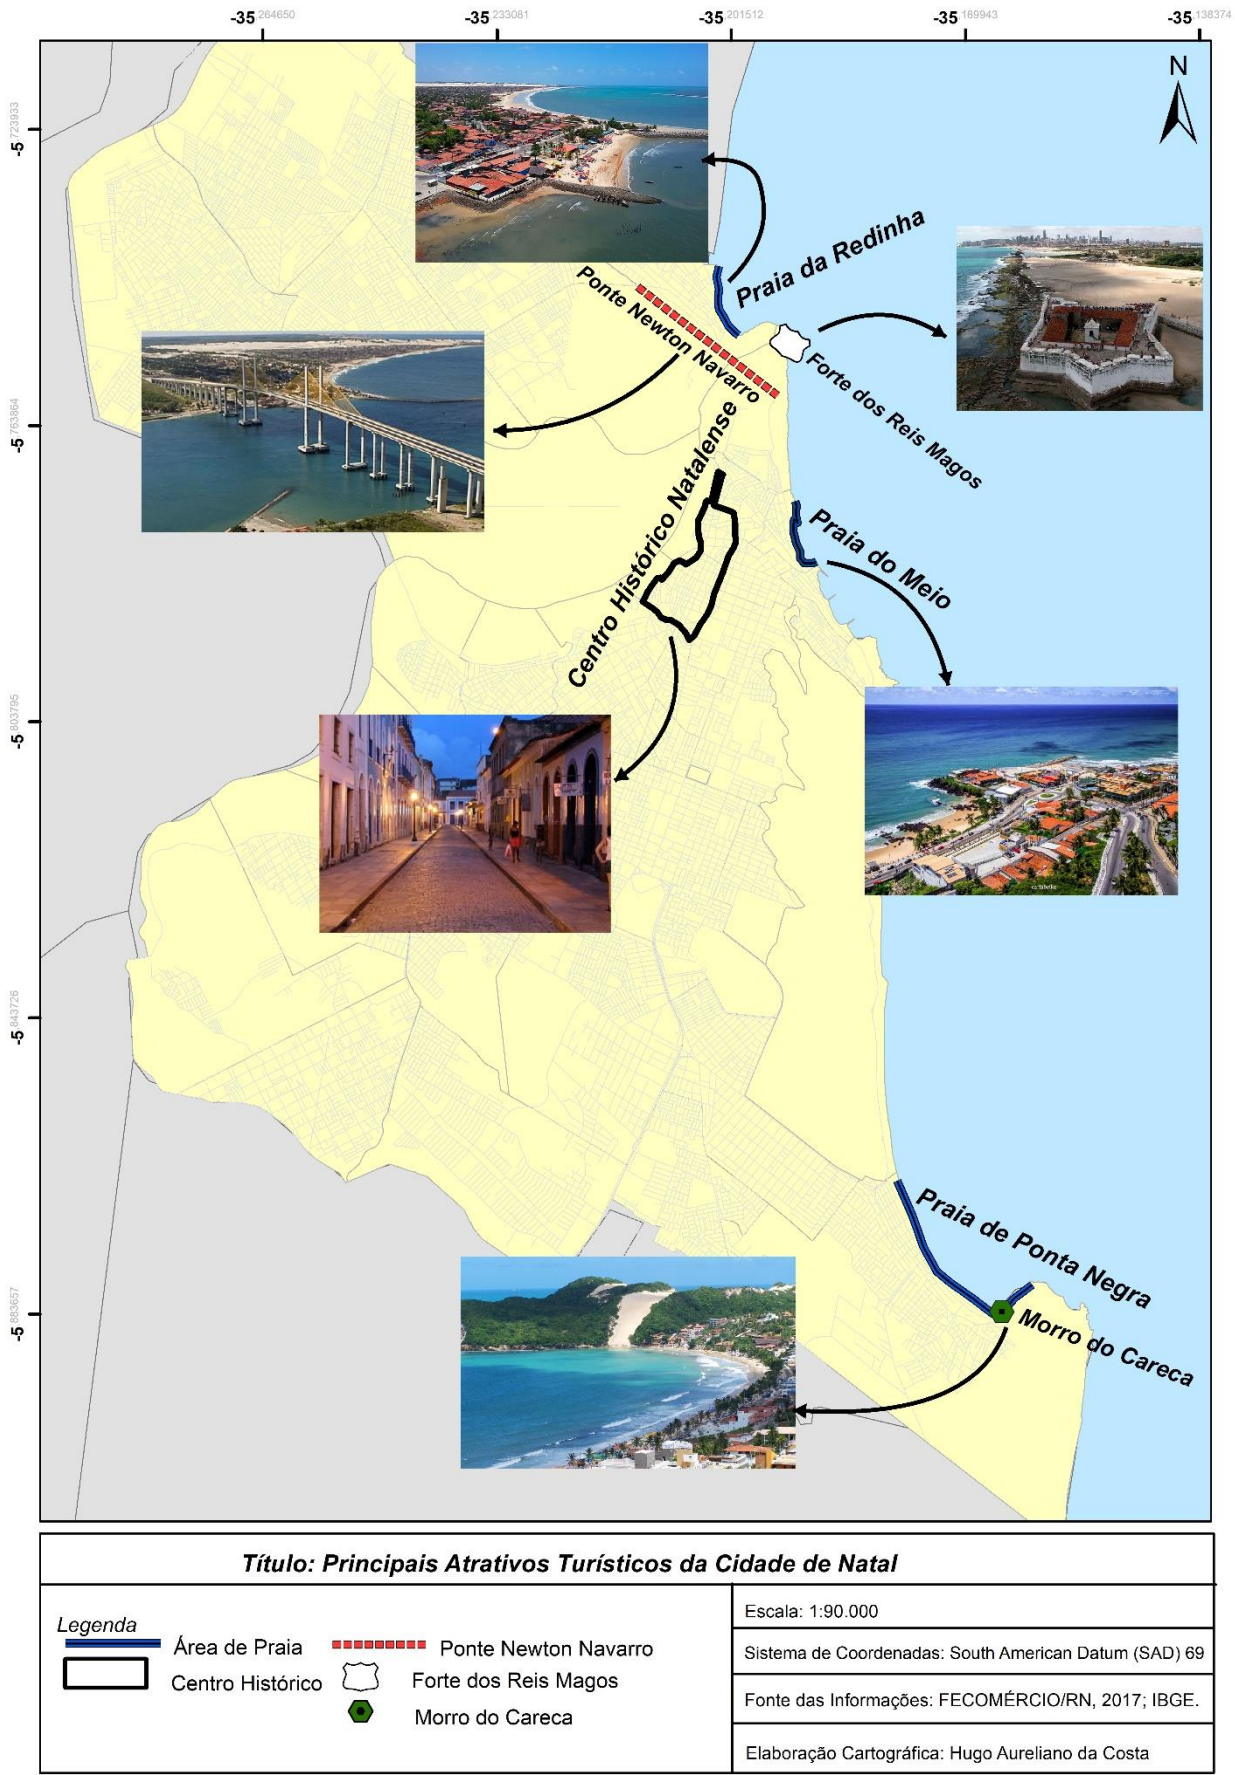 -35,264650
-35,233081
-35,201512
-35,169943
-35,138374
-5,723933
-5,763864
-5,803795
-5,843726
-5,883657
N
Praia da Redinha
Ponte Newton Navarro
Forte dos Reis Magos
Centro Histórico Natalense
Praia do Meio
Praia de Ponta Negra
Morro do Careca
Título: Principais Atrativos Turísticos da Cidade de Natal
Legenda
Área de Praia
Ponte Newton Navarro
Centro Histórico
Forte dos Reis Magos
Morro do Careca
Escala: 1:90.000
Sistema de Coordenadas: South American Datum (SAD) 69
Fonte das Informações: FECOMÉRCIO/RN, 2017; IBGE.
Elaboração Cartográfica: Hugo Aureliano da Costa